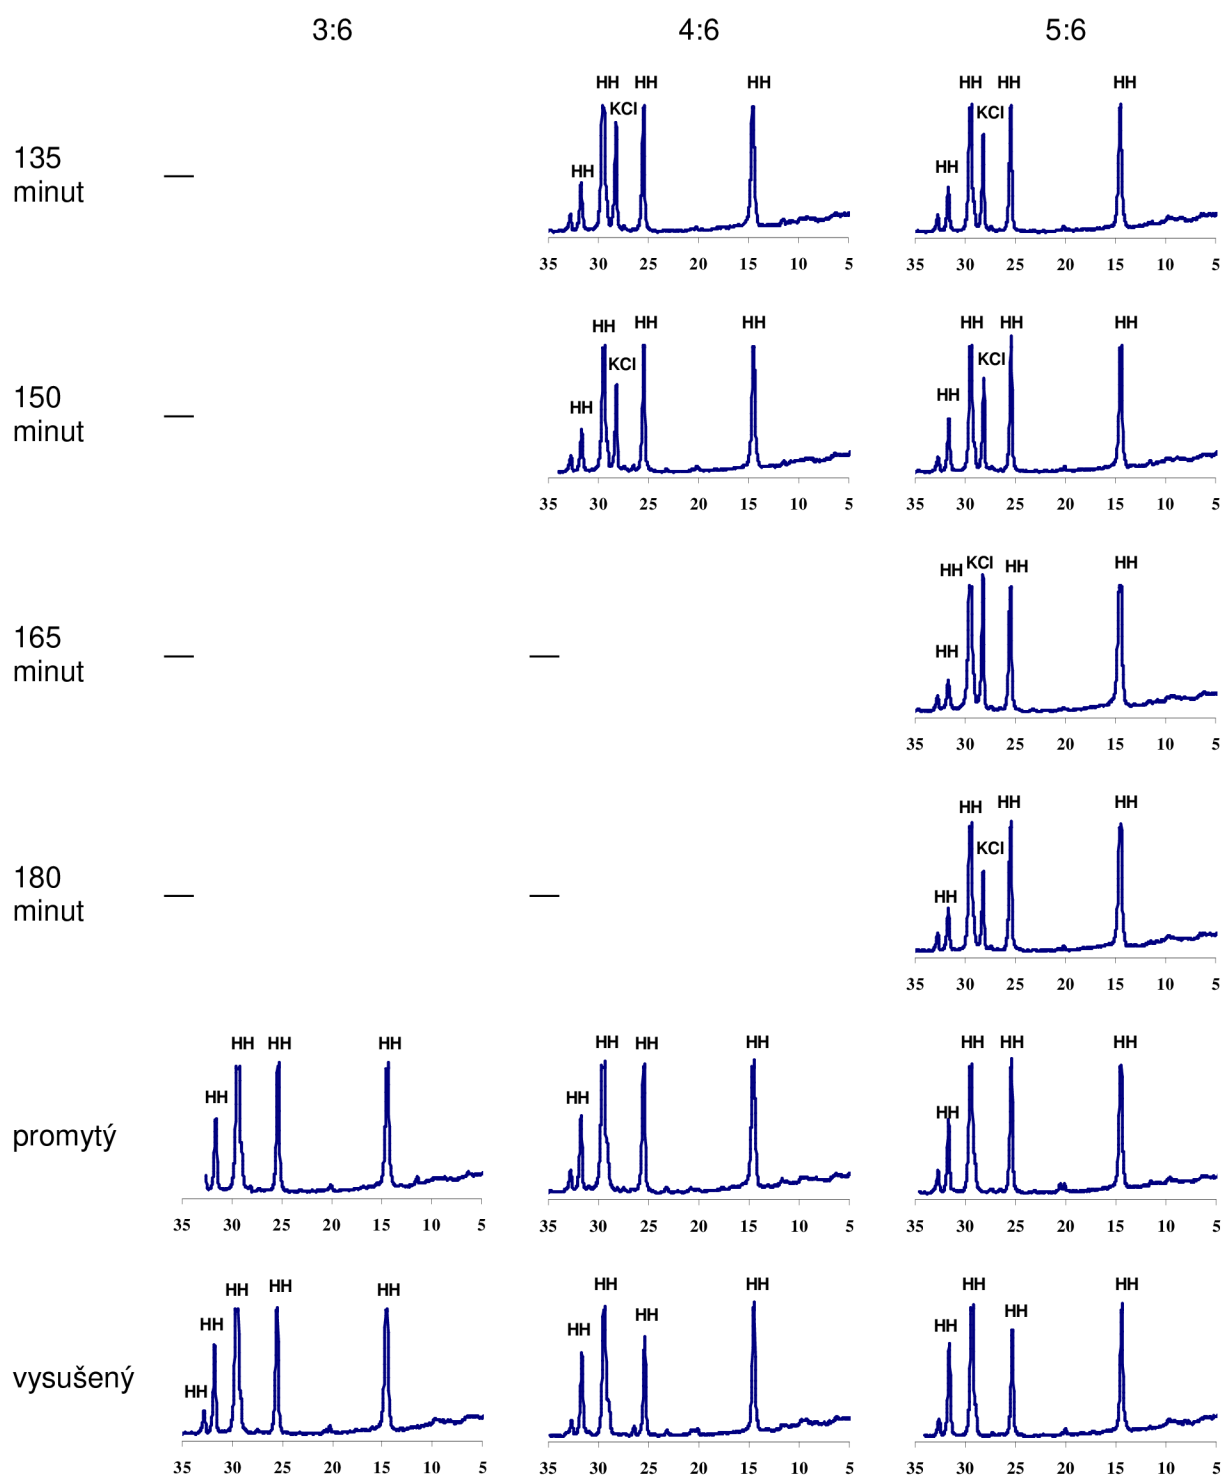 3:6 4:6 5:6
HH HH HH HH HH HH
KCl KCl
135
minut
— HH HH
35 30 25 20 15 10 5 35 30 25 20 15 10 5
HH HH HH HH HH HH
KCl KCl
150
minut
— HH HH
35 30 25 20 15 10 5 35 30 25 20 15 10 5
HH KCl HH HH
165
minut
— — HH
35 30 25 20 15 10 5
HH HH HH
KCl
180
minut
— — HH
35 30 25 20 15 10 5
HH HH HH HH HH HH HH HH HH
HH HH HH
promytý
35 30 25 20 15 10 5 35 30 25 20 15 10 5 35 30 25 20 15 10 5
HH HH HH HH HH HH HH HH HH
HH HH HH
vysušený
HH
35 30 25 20 15 10 5 35 30 25 20 15 10 5 35 30 25 20 15 10 5